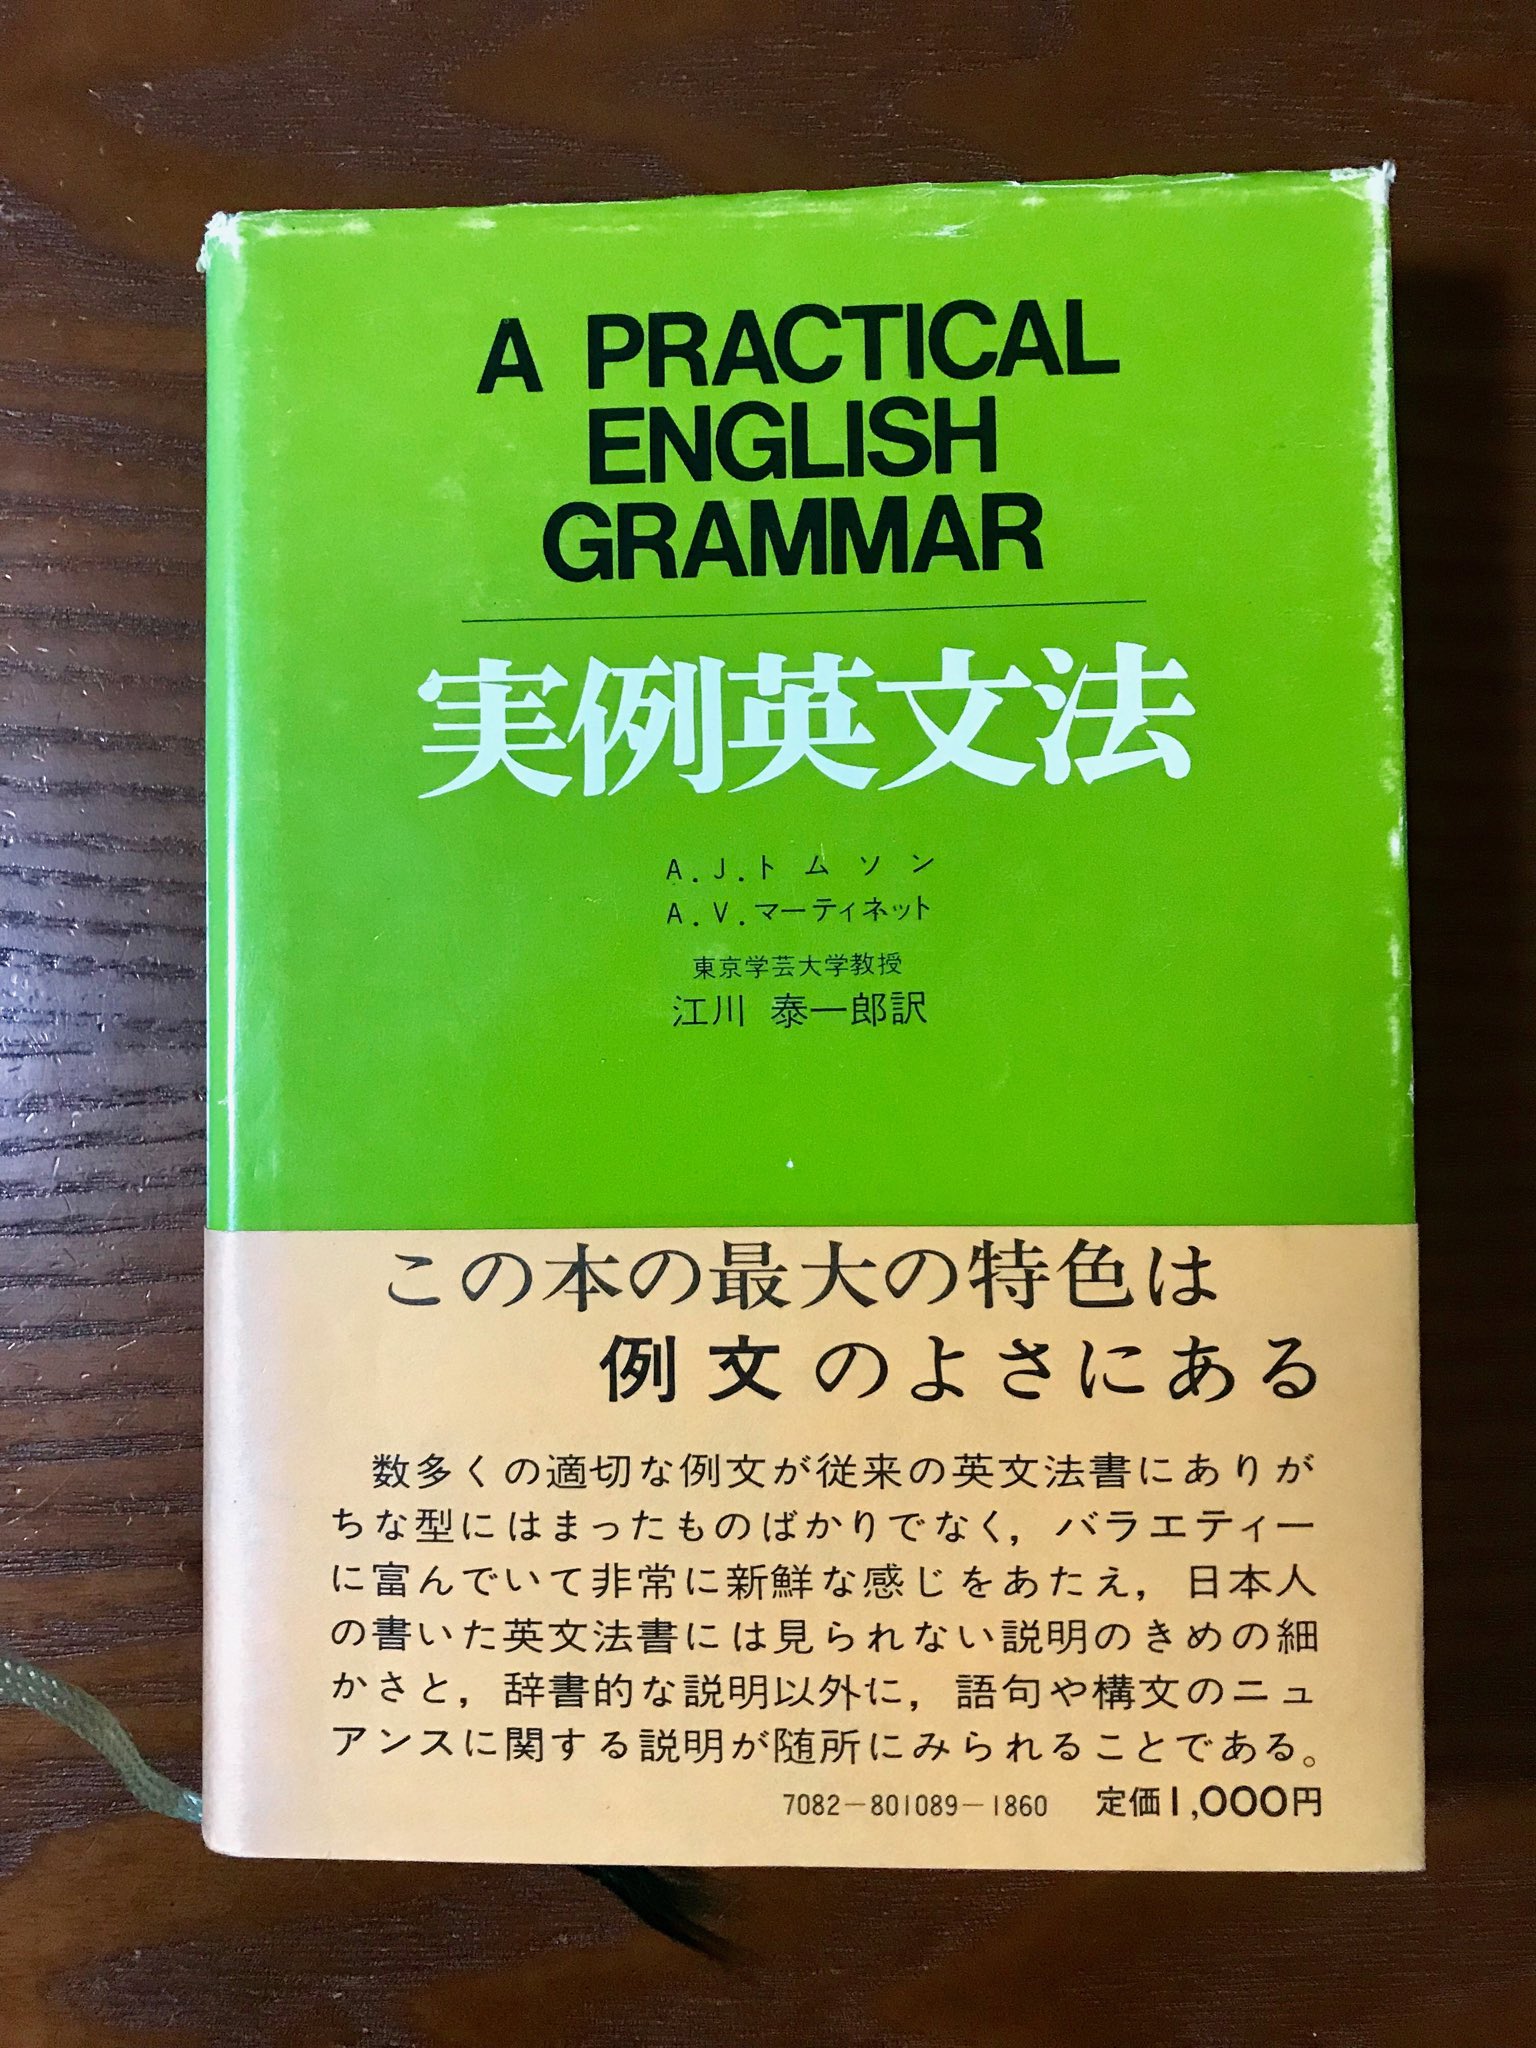 A PRACTICAL
ENGLISH
GRAMMAR
実例英文法
A.J.トムソン
A.V.マーティネット
東京学芸大学教授
江川 泰一郎訳
この本の最大の特色は
例文のよさにある
数多くの適切な例文が従来の英文法書にありが
ちな型にはまったものばかりでなく，バラエティー
に富んでいて非常に新鮮な感じをあたえ，日本人
の書いた英文法書には見られない説明のきめの細
かさと，辞書的な説明以外に，語句や構文のニュ
アンスに関する説明が随所にみられることである。
7082-801089-1860 定価1,000円